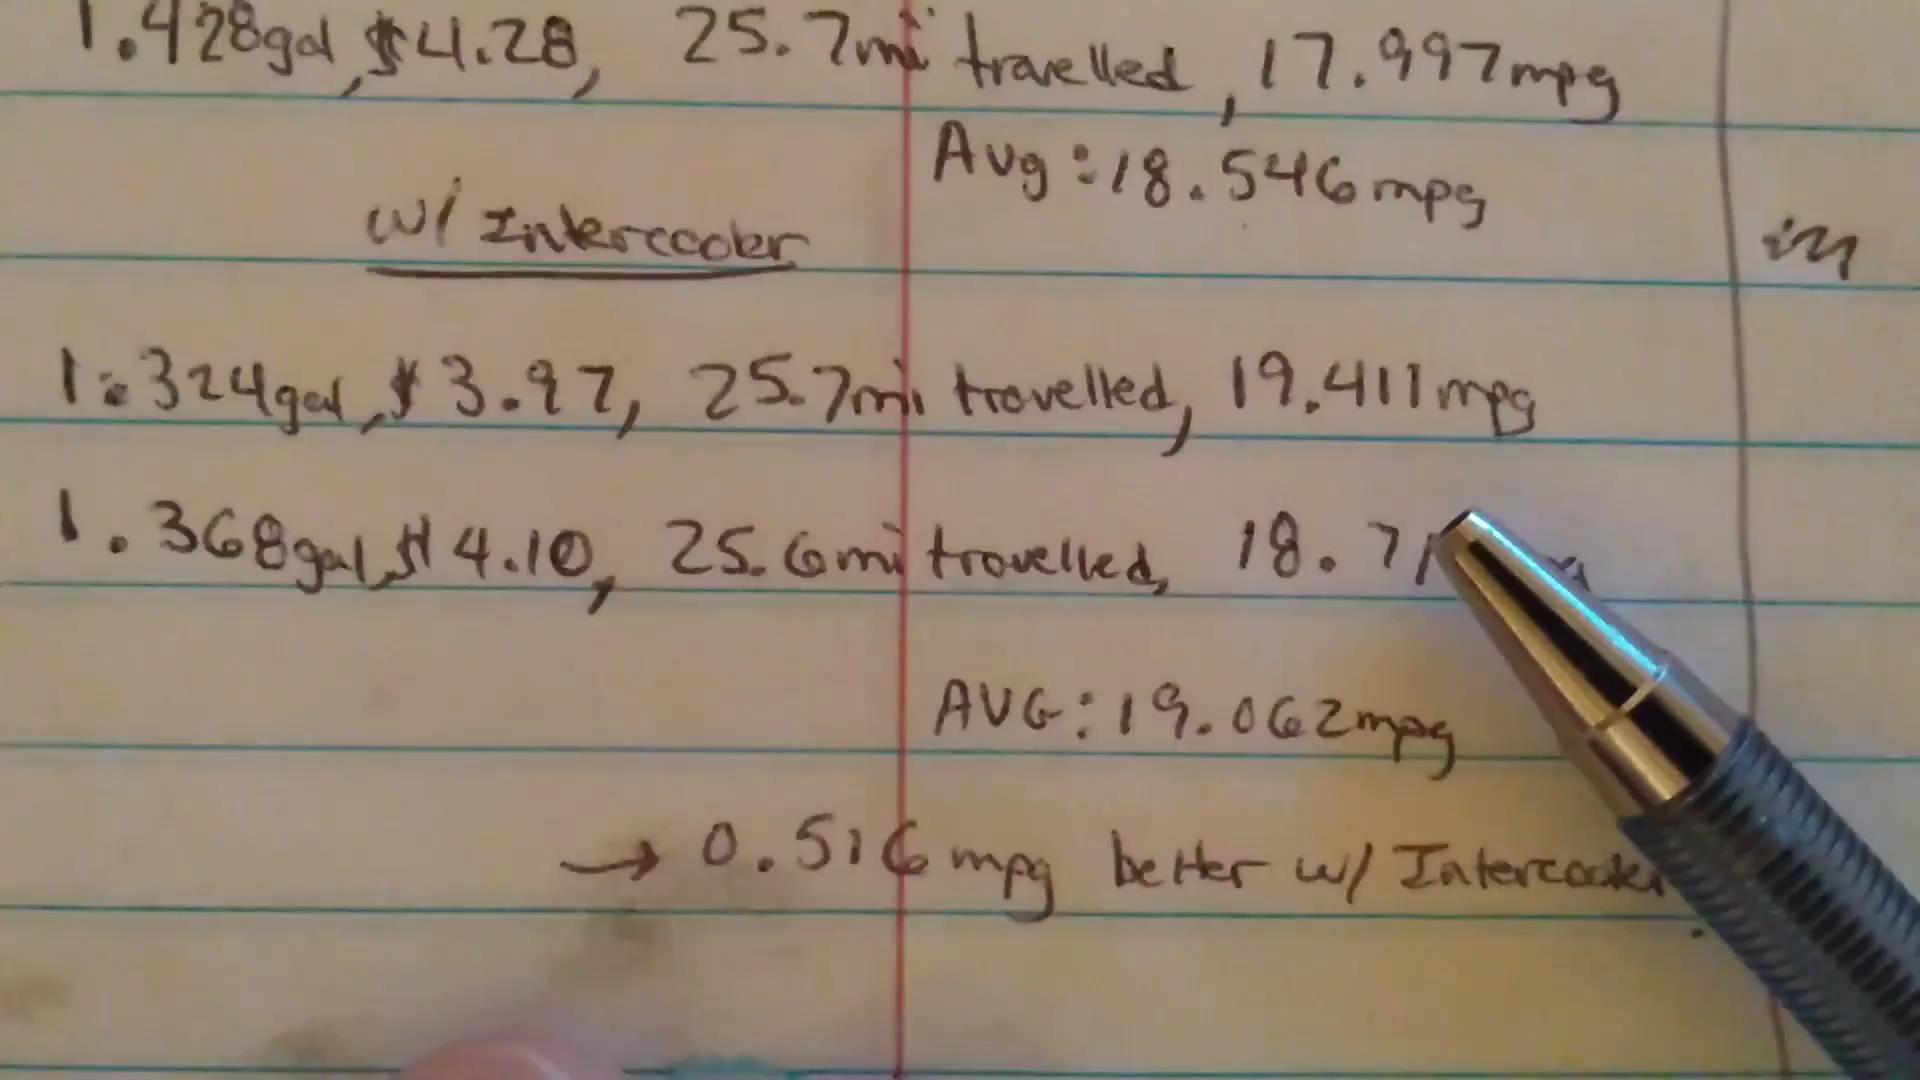 1.428gal, $4.28, 25.7mi travelled, 17.997mpg
Avg: 18.546mpg
w/ Intercooler
1.324gal, $3.97, 25.7mi travelled, 19.411mpg
1.368gal, $4.10, 25.6mi travelled, 18.71
AVG: 19.062mpg
→ 0.516mpg better w/ Intercooler